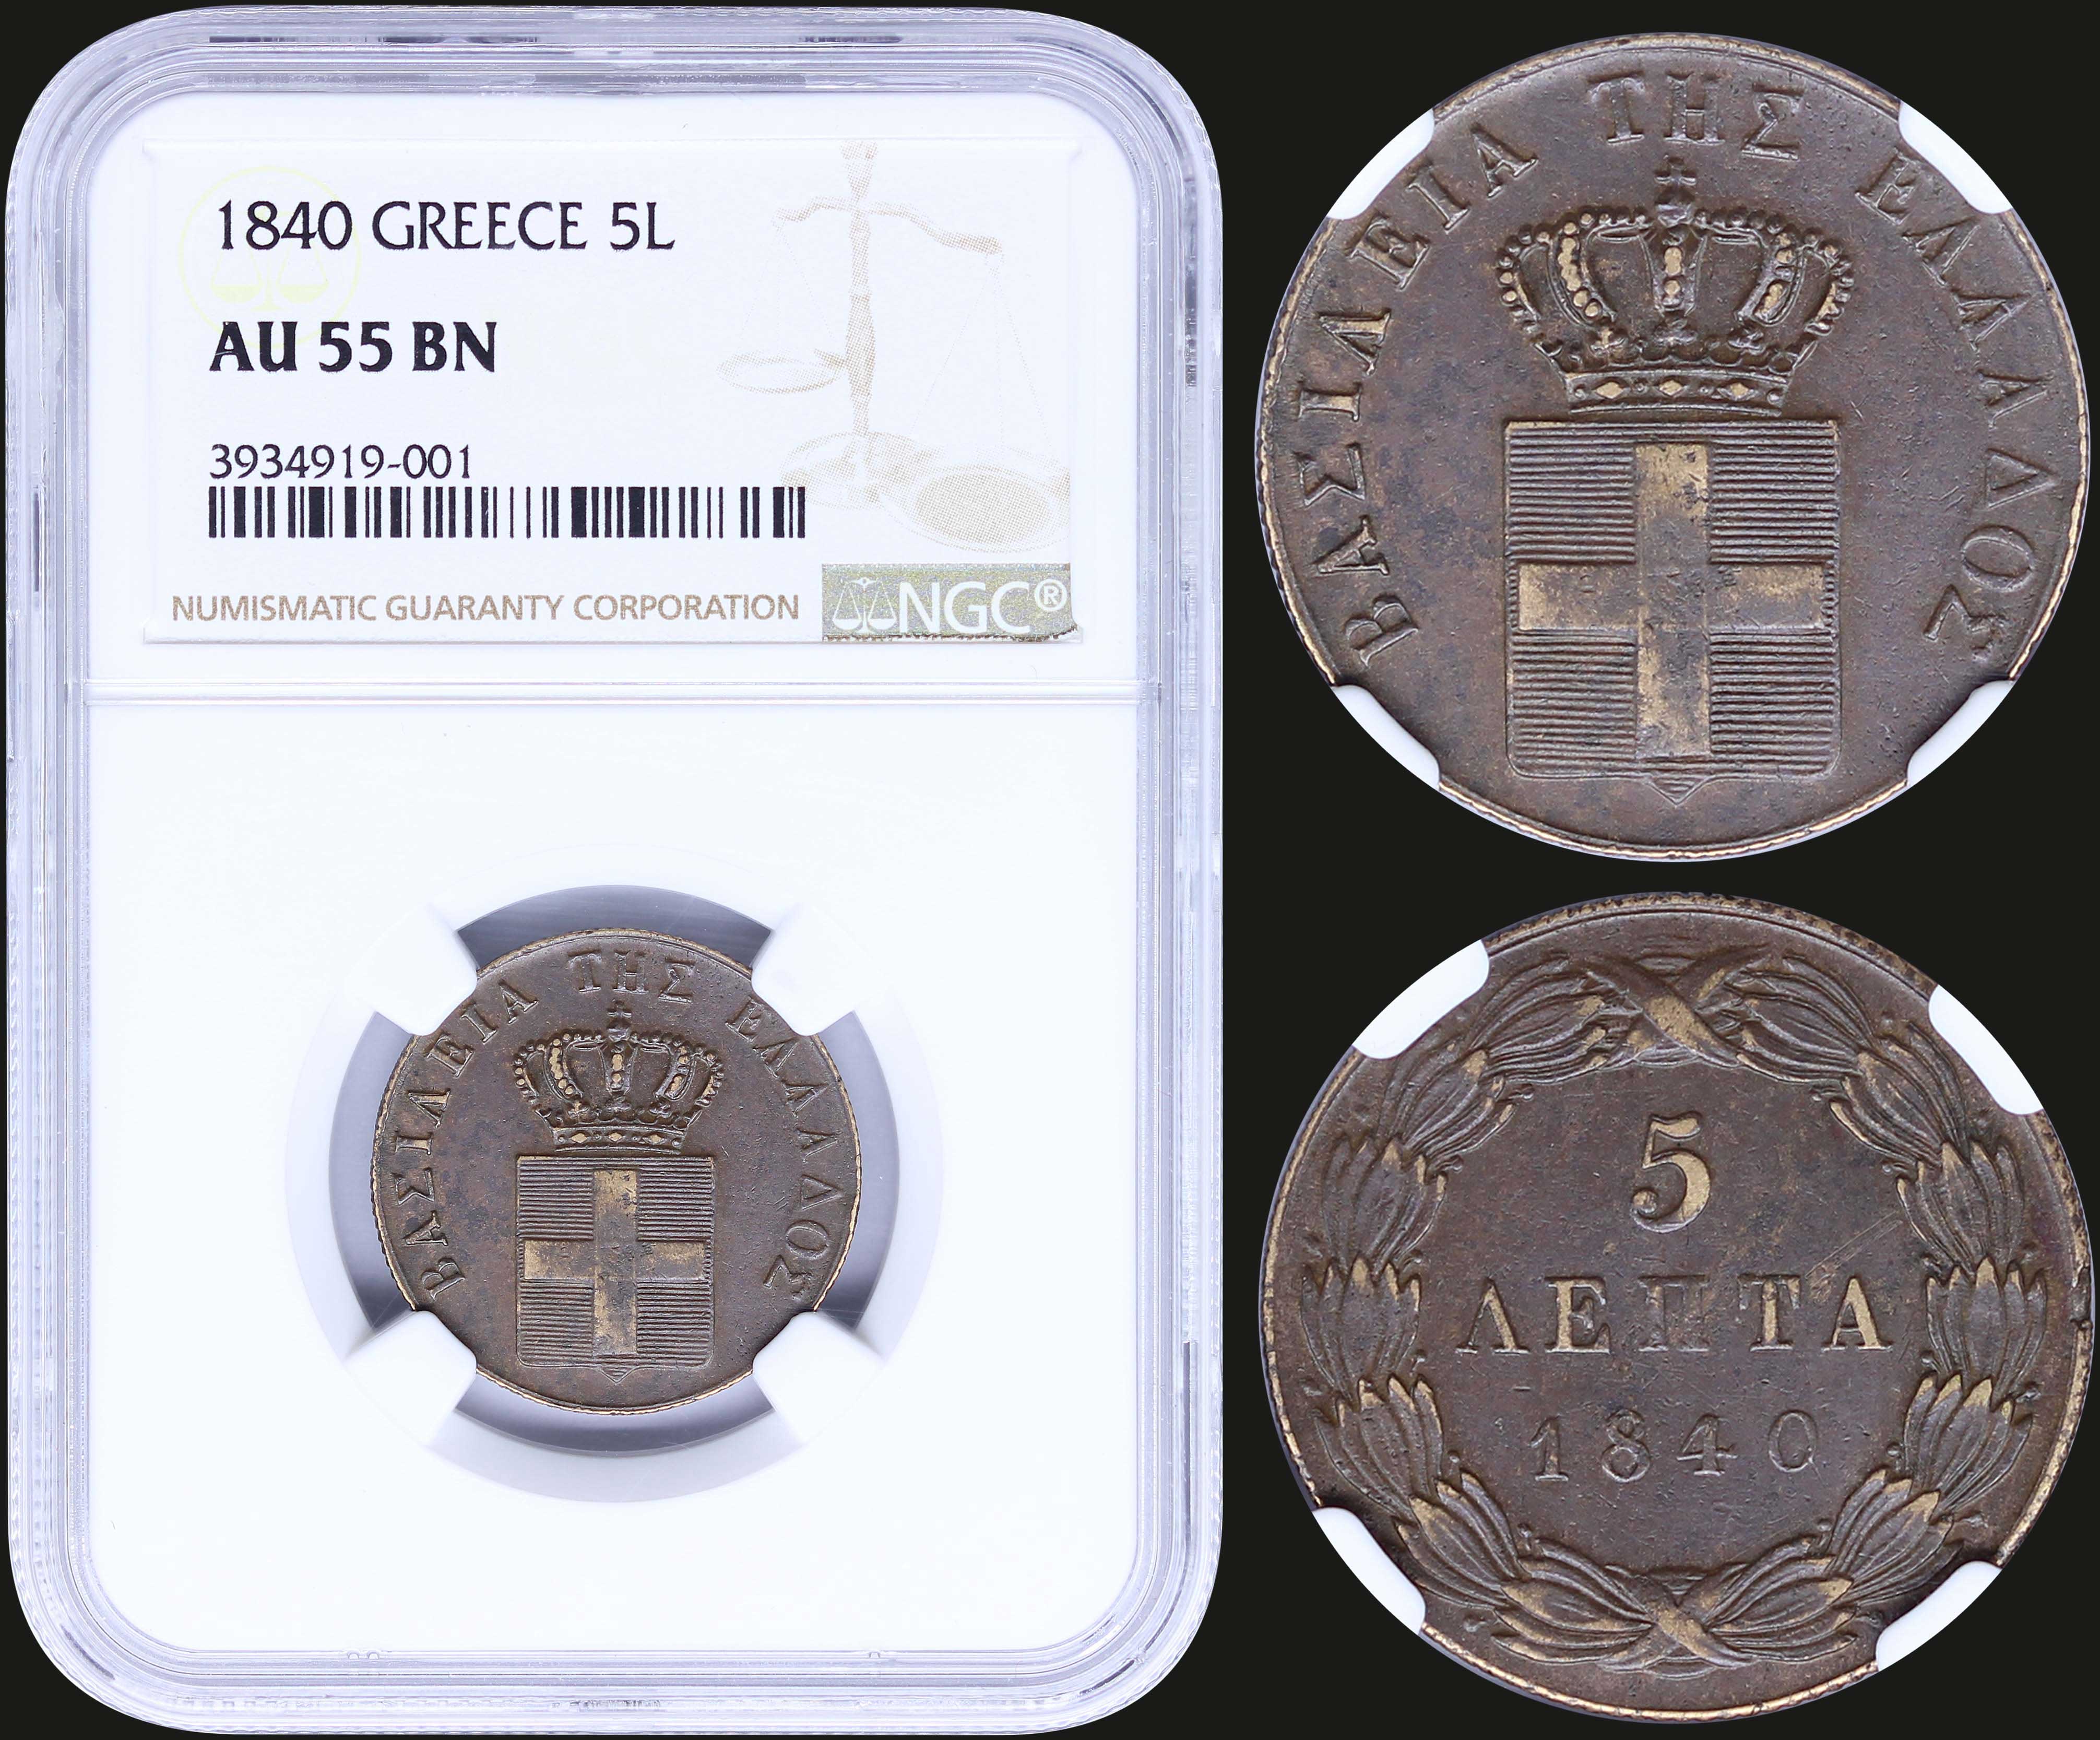 1840 GREECE 5L
AU 55 BN
3934919-001
NUMISMATIC GUARANTY CORPORATION
NGC®
ΒΑΣΙΛΕΙΑ ΤΗΣ ΕΛΛΑΔΟΣ
ΒΑΣΙΛΕΙΑ ΤΗΣ ΕΛΛΑΔΟΣ
5
ΛΕΠΤΑ
1840